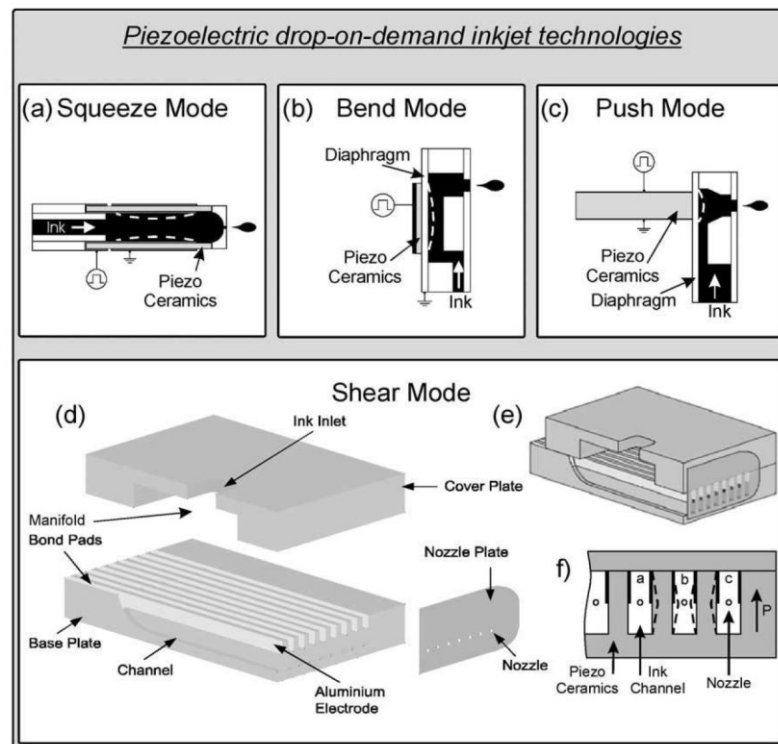 Piezoelectric drop-on-demand inkjet technologies
(a) Squeeze Mode
Ink
Piezo
Ceramics
(b) Bend Mode
Diaphragm
Piezo
Ceramics
Ink
(c) Push Mode
Piezo
Ceramics
Diaphragm
Ink
Shear Mode
(d)
Ink Inlet
Cover Plate
Manifold
Bond Pads
Base Plate
Channel
Aluminium
Electrode
Nozzle Plate
Nozzle
(e)
f)
a
b
c
P
Piezo
Ceramics
Ink
Channel
Nozzle